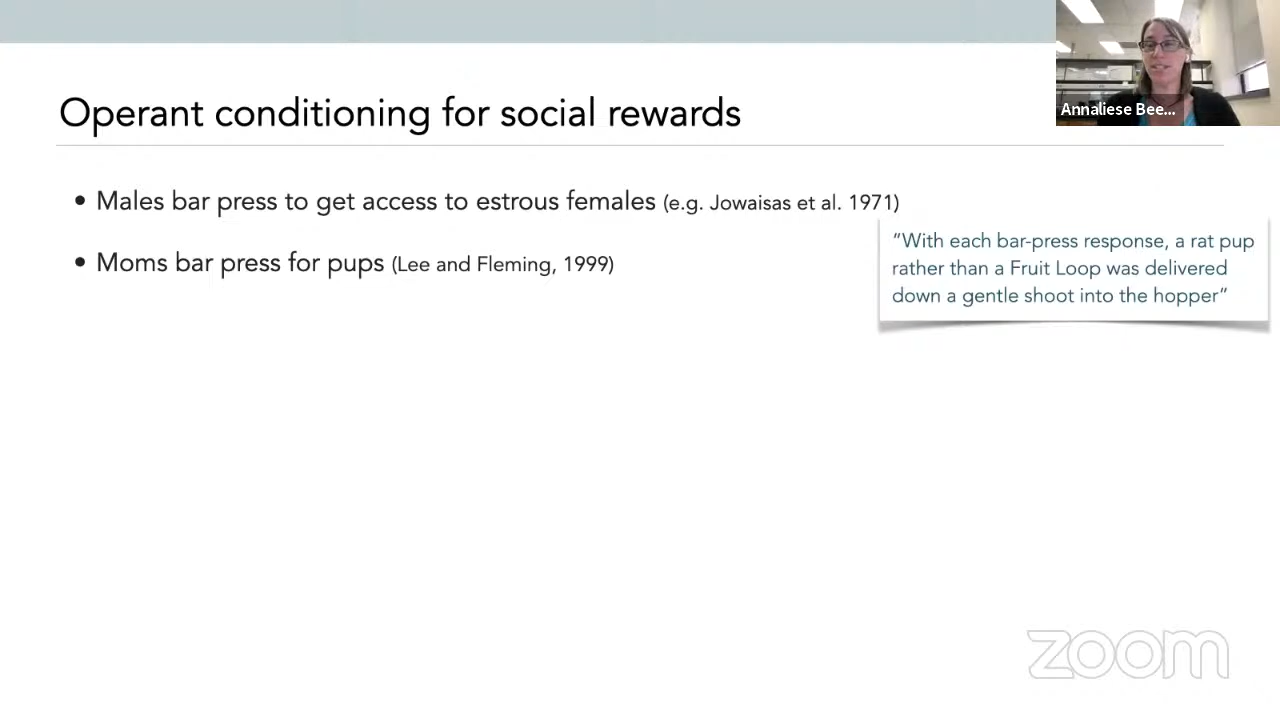 Annaliese Bee...
Operant conditioning for social rewards
• Males bar press to get access to estrous females (e.g. Jowaisas et al. 1971)
• Moms bar press for pups (Lee and Fleming, 1999)
“With each bar-press response, a rat pup
rather than a Fruit Loop was delivered
down a gentle shoot into the hopper”
zoom